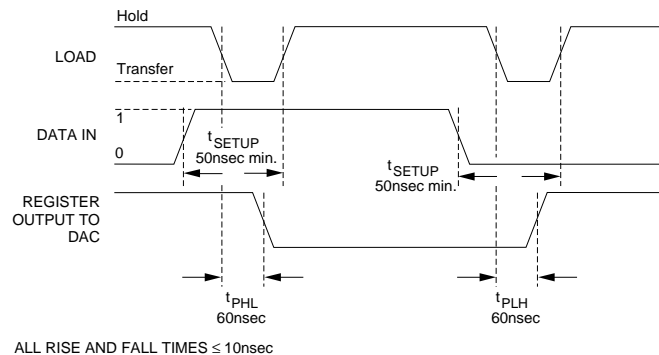 Hold
LOAD
Transfer
1
DATA IN
0
tSETUP
50nsec min.
tSETUP
50nsec min.
REGISTER
OUTPUT TO
DAC
tPHL
60nsec
tPLH
60nsec
ALL RISE AND FALL TIMES ≤ 10nsec